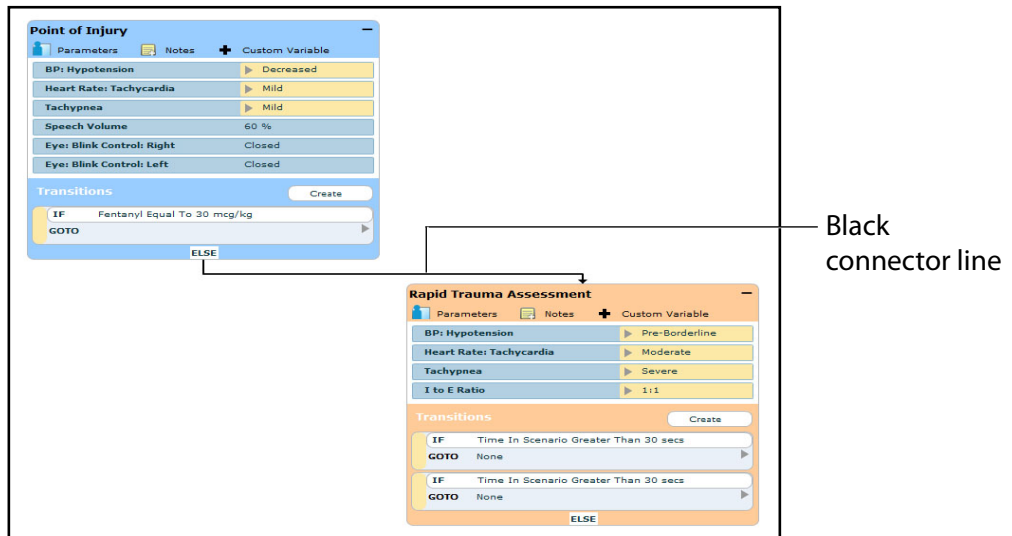 Point of Injury
Parameters Notes Custom Variable
BP: Hypotension Decreased
Heart Rate: Tachycardia Mild
Tachypnea Mild
Speech Volume 60 %
Eye: Blink Control: Right Closed
Eye: Blink Control: Left Closed
Transitions Create
IF Fentanyl Equal To 30 mcg/kg
GOTO
ELSE
Black
connector line
Rapid Trauma Assessment
Parameters Notes Custom Variable
BP: Hypotension Pre-Borderline
Heart Rate: Tachycardia Moderate
Tachypnea Severe
I to E Ratio 1:1
Transitions Create
IF Time In Scenario Greater Than 30 secs
GOTO None
IF Time In Scenario Greater Than 30 secs
GOTO None
ELSE